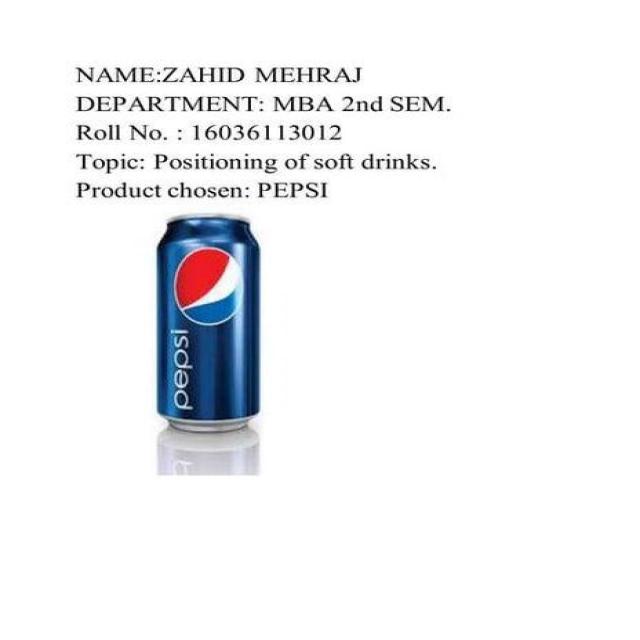 NAME:ZAHID MEHRAJ
DEPARTMENT: MBA 2nd SEM.
Roll No. : 16036113012
Topic: Positioning of soft drinks.
Product chosen: PEPSI
pepsi